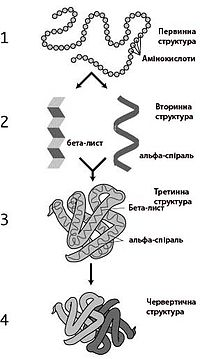 1
Первинна
структура
Амінокислоти
2
Вторинна
структура
бета-лист
альфа-спіраль
Третинна
структура
3
Бета-лист
альфа-спіраль
Червертична
структура
4